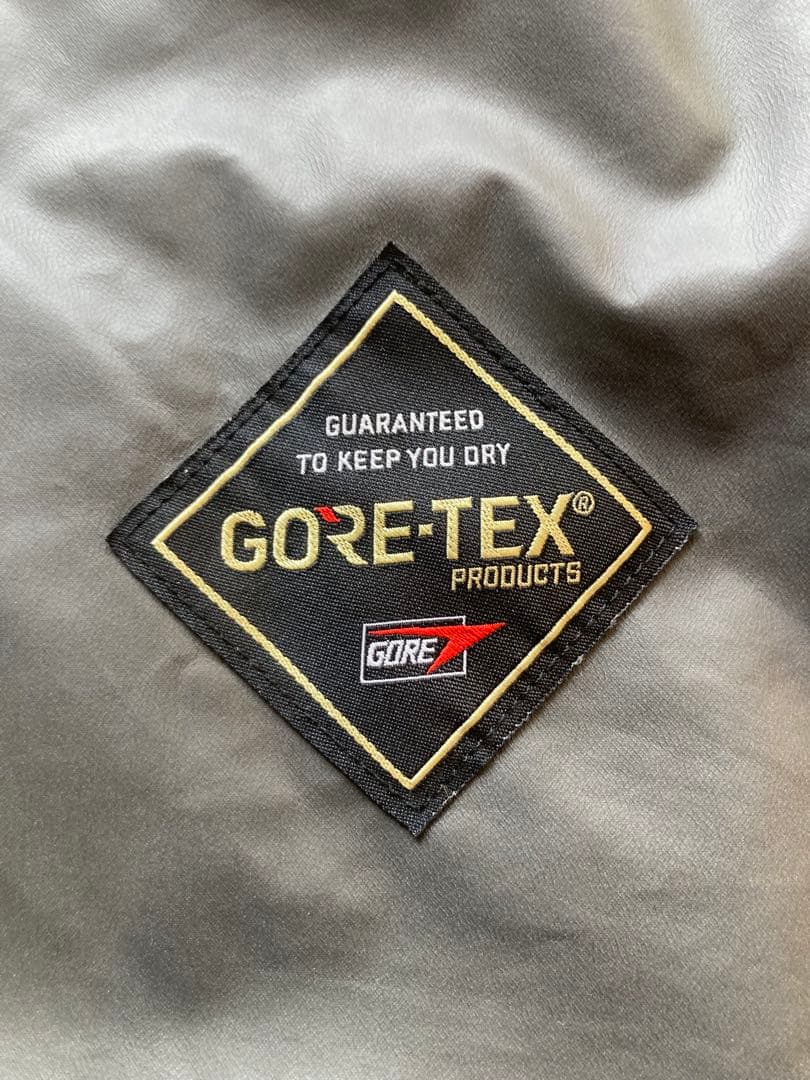 GUARANTEED
TO KEEP YOU DRY
GORE-TEX®
PRODUCTS
GORE